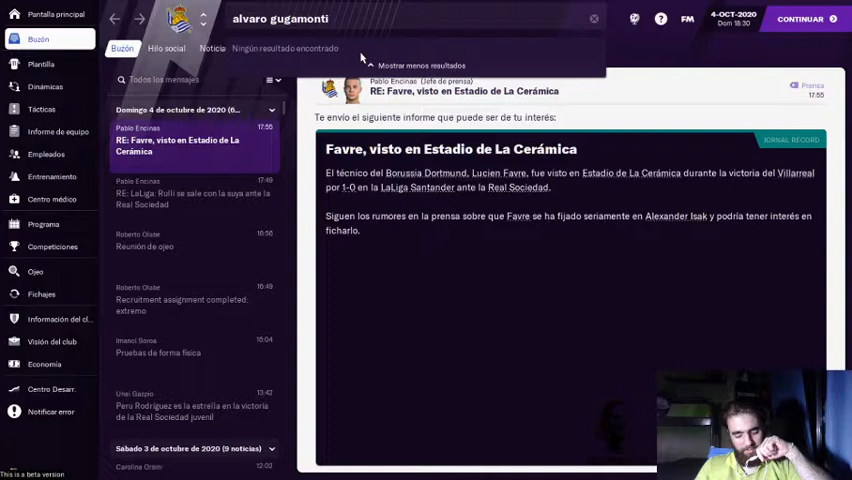 Pantalla principal
Buzón
Plantilla
Dinámicas
Tácticas
Informe de equipo
Empleados
Entrenamiento
Centro médico
Programa
Competiciones
Ojeo
Fichajes
Información del cl...
Visión del club
Economía
Centro Desarr.
Notificar error
This is a beta version
alvaro gugamonti
Buzón
Hilo social
Noticia
Ningún resultado encontrado
Mostrar menos resultados
FM
4-OCT-2020
Dom 18:30
CONTINUAR
Todos los mensajes
Domingo 4 de octubre de 2020 (6...
Pablo Encinas
17:55
RE: Favre, visto en Estadio de La
Cerámica
Pablo Encinas
17:49
RE: LaLiga: Rulli se sale con la suya ante la
Real Sociedad
Roberto Olabe
16:56
Reunión de ojeo
Roberto Olabe
16:49
Recruitment assignment completed:
extremo
Imanol Soroa
16:04
Pruebas de forma física
Uhai Gazpio
13:42
Peru Rodríguez es la estrella en la victoria
de la Real Sociedad juvenil
Sábado 3 de octubre de 2020 (9 noticias)
12:02
Pablo Encinas (Jefe de prensa)
RE: Favre, visto en Estadio de La Cerámica
Prensa
17:55
Te envío el siguiente informe que puede ser de tu interés:
JORNAL RECORD
Favre, visto en Estadio de La Cerámica
El técnico del Borussia Dortmund, Lucien Favre, fue visto en Estadio de La Cerámica durante la victoria del Villarreal
por 1-0 en la LaLiga Santander ante la Real Sociedad.
Siguen los rumores en la prensa sobre que Favre se ha fijado seriamente en Alexander Isak y podría tener interés en
ficharlo.